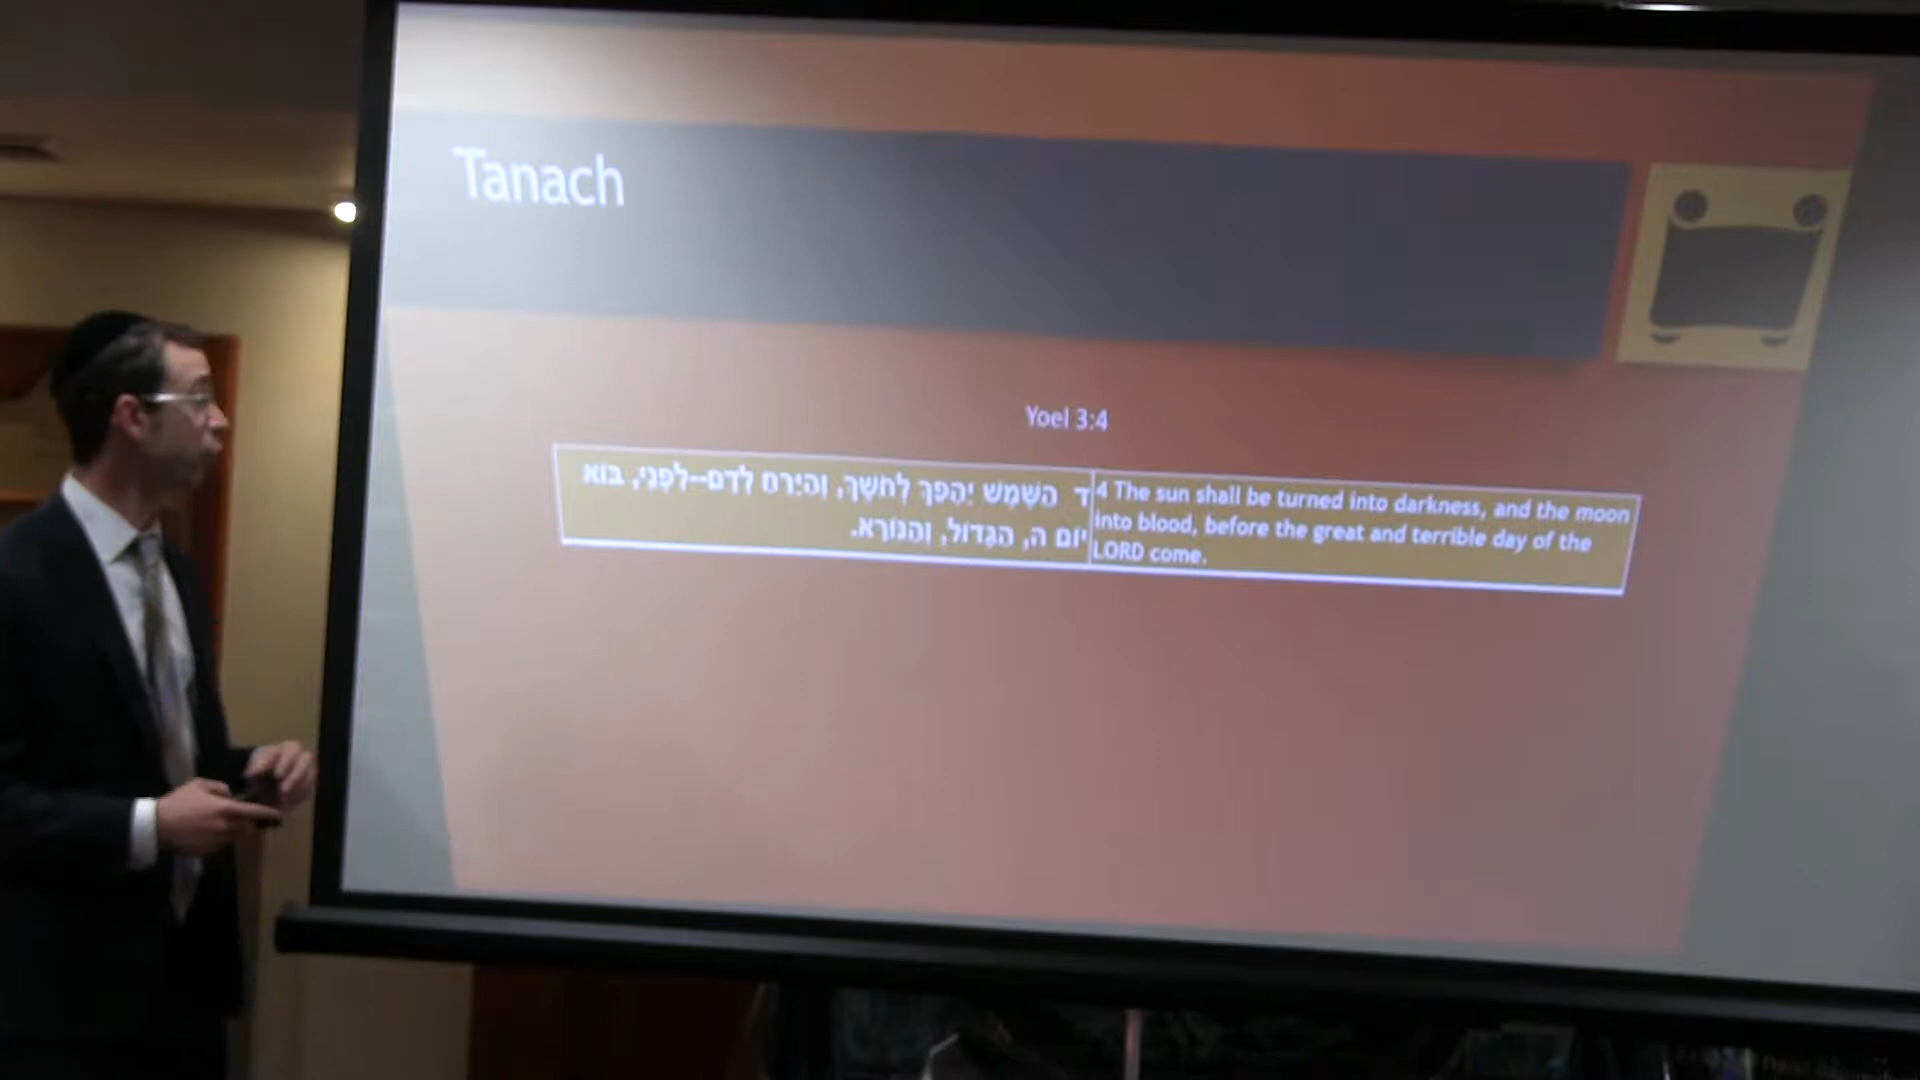 Tanach
Yoel 3:4
ד הַשֶּׁמֶשׁ יֵהָפֵךְ לְחֹשֶׁךְ, וְהַיָּרֵחַ לְדָם--לִפְנֵי, בּוֹא
יוֹם ה, הַגָּדוֹל, וְהַנּוֹרָא.
4 The sun shall be turned into darkness, and the moon
into blood, before the great and terrible day of the
LORD come.